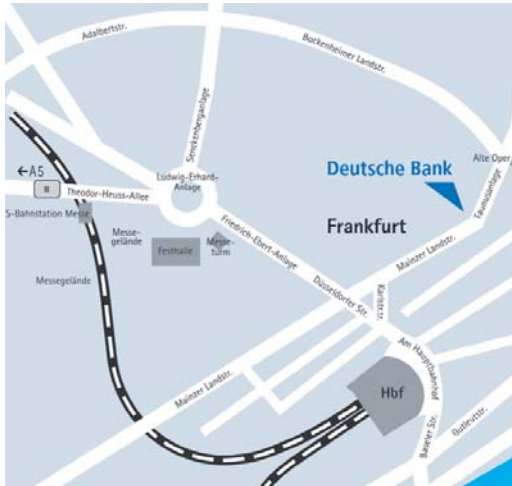 Adalbertstr.
Bockenheimer Landstr.
Senckenberganlage
←A5
8
Theodor-Heuss-Allee
Ludwig-Erhard-
Anlage
Alte Oper
Deutsche Bank
Taunusanlage
S-Bahnstation Messe
Messe-
gelände
Festhalle
Messe-
turm
Friedrich-Ebert-Anlage
Frankfurt
Mainzer Landstr.
Messegelände
Düsseldorfer Str.
Karlstr.
Am Hauptbahnhof
Mainzer Landstr.
Hbf
Baseler Str.
Gutleutstr.